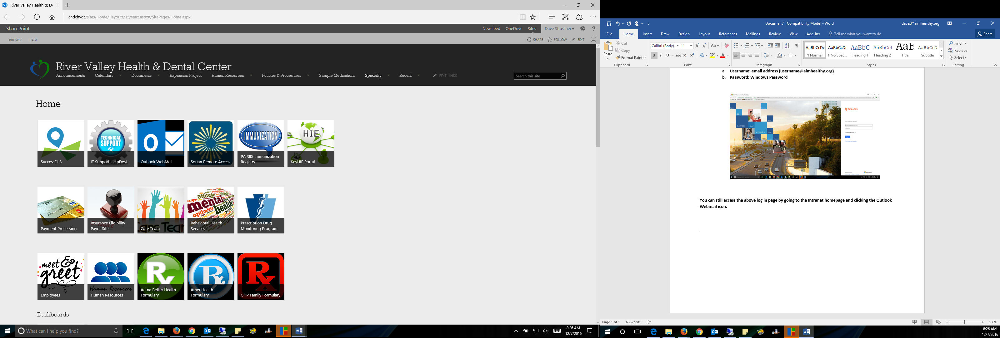 River Valley Health & De
chdchvdc/sites/Home/_layouts/15/start.aspx#/SitePages/Home.aspx
SharePoint
Newsfeed OneDrive Sites Dave Strassner ?
BROWSE PAGE
SHARE FOLLOW EDIT
River Valley Health & Dental Center
Announcements Calendars Documents Expansion Project Human Resources Policies & Procedures Sample Medications Specialty Recent EDIT LINKS
Search this site
Home
TECHNICAL SUPPORT
IMMUNIZATION
HIE
SuccessEHS
IT Support HelpDesk
Outlook WebMail
Sorian Remote Access
PA SIIS Immunization
Registry
KeyHIE Portal
target attitude
mental
optimists health
Payment Processing
Insurance Eligibility
Payor Sites
Care Team
Care Team
Behavioral Health
Services
Prescription Drug
Monitoring Program
meet &
greet
Human Resources
Rx
Rx
Rx
Employees
Human Resources
Aetna Better Health
Formulary
AmeriHealth
Formulary
GHP Family Formulary
Dashboards
What can I help you find?
8:26 AM
12/7/2016
Document1 [Compatibility Mode] - Word
daves@aimhealthy.org
File Home Insert Draw Design Layout References Mailings Review View Add-ins Tell me what you want to do Share
Paste
Cut
Copy
Format Painter
Clipboard
Calibri (Body) 11
B I U abc
Font
Paragraph
AaBbCcDc AaBbCcDc AaBbC AaBbCcI AaB AaBbCcD
¶ Normal ¶ No Spac... Heading 1 Heading 2 Title Subtitle
Styles
Find
Replace
Select
Editing
a. Username: email address (username@aimhealthy.org)
b. Password: Windows Password
Connect
Verbinden
Office 365
Microsoft
You can still access the above log in page by going to the Intranet homepage and clicking the Outlook
Webmail icon.
Page 1 of 1 63 words
100%
8:26 AM
12/7/2016